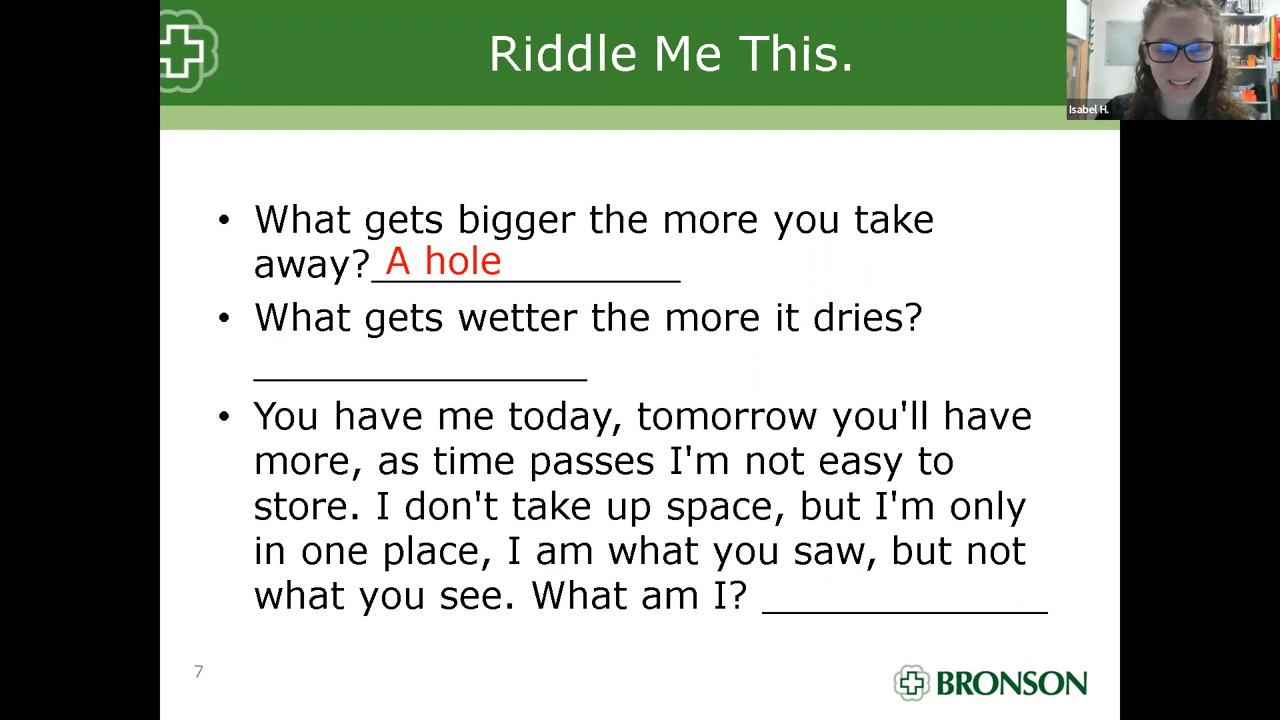 Riddle Me This.
Isabel H.
• What gets bigger the more you take
away? A hole
• What gets wetter the more it dries?
• You have me today, tomorrow you'll have
more, as time passes I'm not easy to
store. I don't take up space, but I'm only
in one place, I am what you saw, but not
what you see. What am I?
7
BRONSON